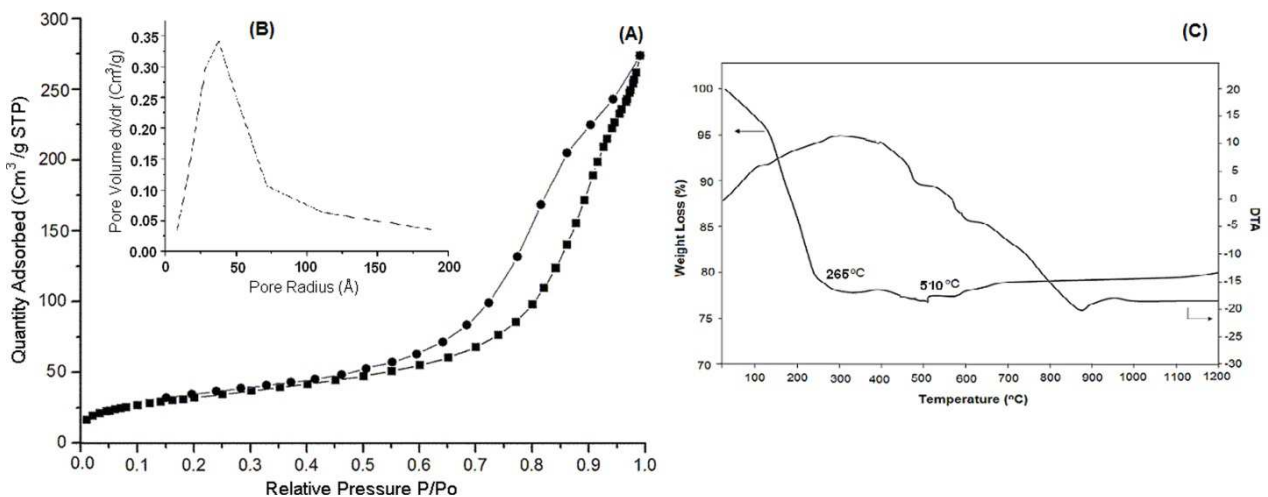 (A)
Quantity Adsorbed (Cm³ /g STP)
300
250
200
150
100
50
0
0.0 0.1 0.2 0.3 0.4 0.5 0.6 0.7 0.8 0.9 1.0
Relative Pressure P/Po
(B)
Pore Volume dv/dr (Cm³/g)
0.35
0.30
0.25
0.20
0.15
0.10
0.05
0.00
0 50 100 150 200
Pore Radius (Å)
(C)
Weight Loss (%)
100
95
90
85
80
75
70
265°C
510°C
20
15
10
5
0
-5
-10
-15
-20
-25
-30
DTA
100 200 300 400 500 600 700 800 900 1000 1100 1200
Temperature (°C)